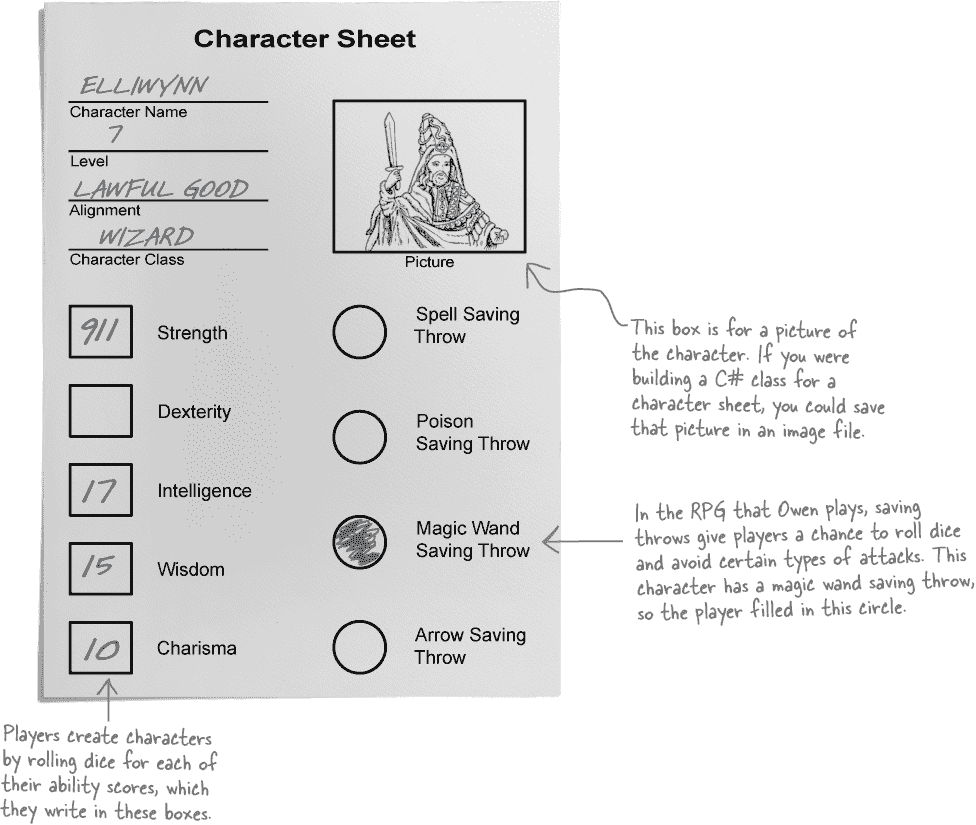 Character Sheet
ELLIWYNN
Character Name
7
Level
LAWFUL GOOD
Alignment
WIZARD
Character Class
Picture
911
Strength
Dexterity
17
Intelligence
15
Wisdom
10
Charisma
Spell Saving
Throw
Poison
Saving Throw
Magic Wand
Saving Throw
Arrow Saving
Throw
This box is for a picture of
the character. If you were
building a C# class for a
character sheet, you could save
that picture in an image file.
In the RPG that Owen plays, saving
throws give players a chance to roll dice
and avoid certain types of attacks. This
character has a magic wand saving throw,
so the player filled in this circle.
Players create characters
by rolling dice for each of
their ability scores, which
they write in these boxes.